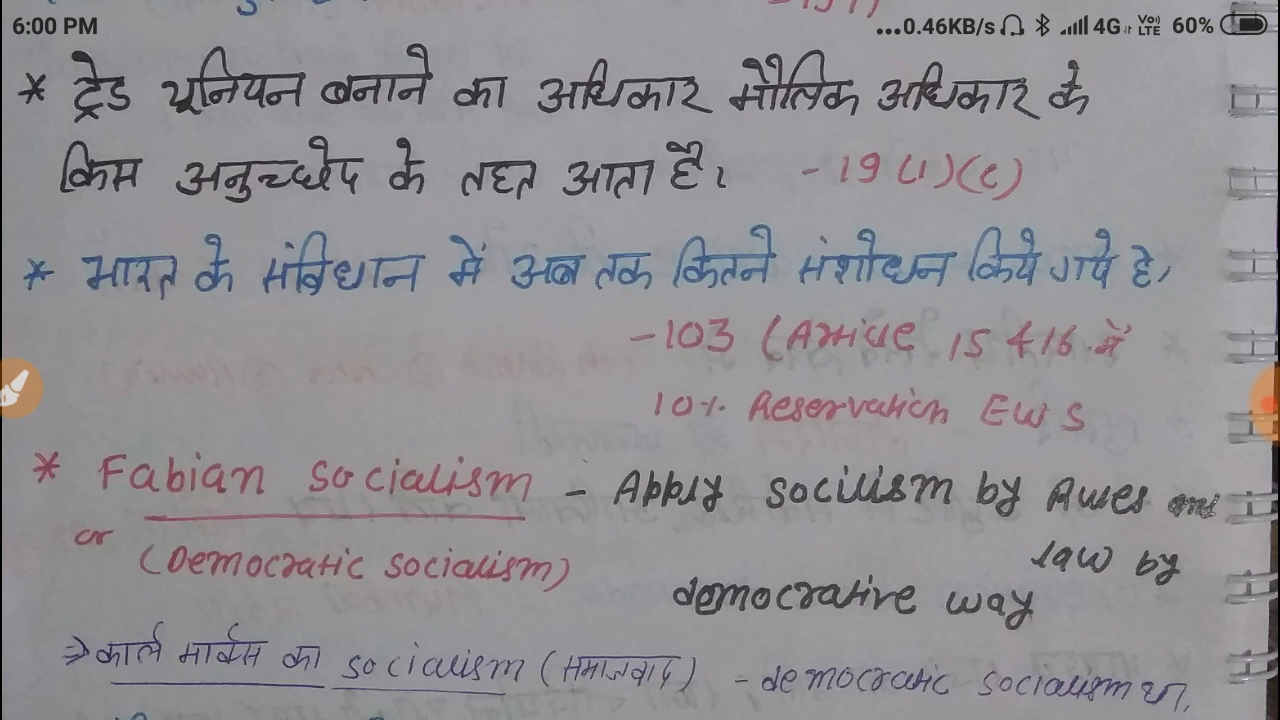 6:00 PM ...0.46KB/s 4G VoLTE 60%
* ट्रेड यूनियन बनाने का अधिकार मौलिक अधिकार के
किस अनुच्छेद के तहत आता है। - 19 (1)(c)
* भारत के संविधान में अब तक कितने संशोधन किये गये है,
- 103 (Article 15 & 16 में
10% Reservation EWS
* Fabian socialism - Apply socilism by Rules and
or (Democratic socialism) law by
democrative way
⇒ कार्ल मार्क्स का socialism (समाजवाद) - democratic socialism था,